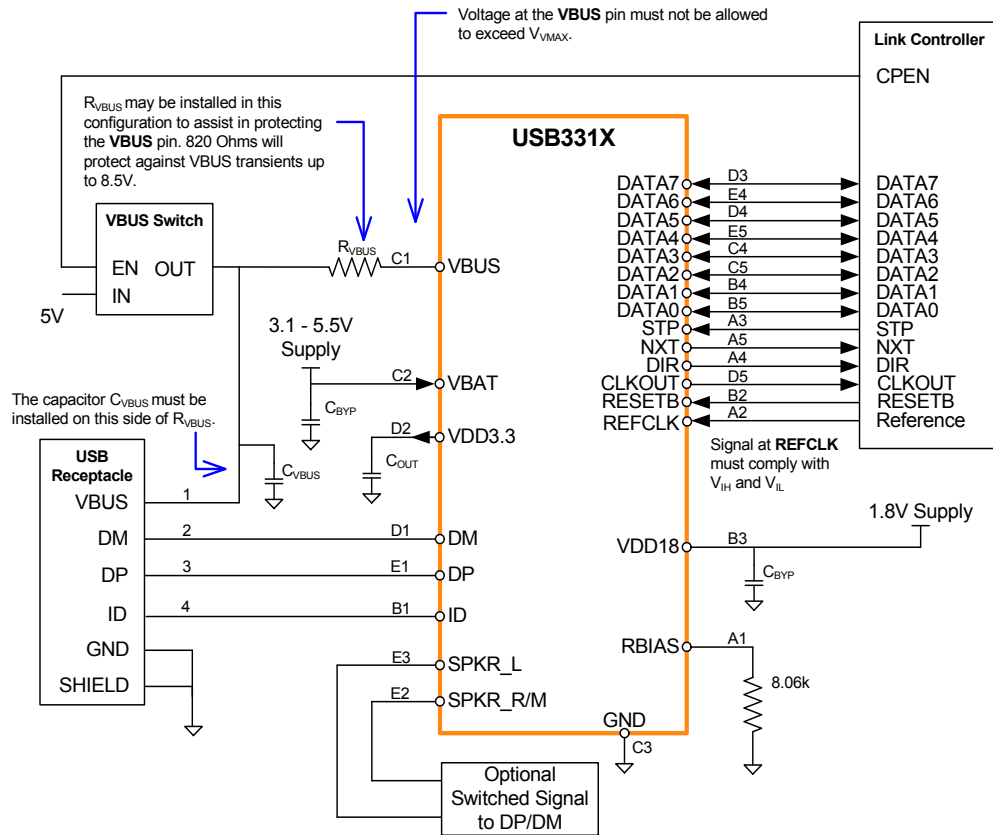 Voltage at the VBUS pin must not be allowed
to exceed VVMAX.
Link Controller
CPEN
RVBUS may be installed in this
configuration to assist in protecting
the VBUS pin. 820 Ohms will
protect against VBUS transients up
to 8.5V.
USB331X
VBUS Switch
EN OUT
IN
5V
RVBUS
C1
VBUS
DATA7 D3 DATA7
DATA6 E4 DATA6
DATA5 D4 DATA5
DATA4 E5 DATA4
DATA3 C4 DATA3
DATA2 C5 DATA2
DATA1 B4 DATA1
DATA0 B5 DATA0
STP A3 STP
NXT A5 NXT
DIR A4 DIR
CLKOUT D5 CLKOUT
RESETB B2 RESETB
REFCLK A2 Reference
3.1 - 5.5V
Supply
C2
VBAT
CBYP
D2
VDD3.3
COUT
Signal at REFCLK
must comply with
VIH and VIL
The capacitor CVBUS must be
installed on this side of RVBUS.
CVBUS
USB
Receptacle
VBUS 1
DM 2 D1 DM
DP 3 E1 DP
ID 4 B1 ID
GND
SHIELD
1.8V Supply
VDD18 B3
CBYP
RBIAS A1
8.06k
E3 SPKR_L
E2 SPKR_R/M
GND
C3
Optional
Switched Signal
to DP/DM